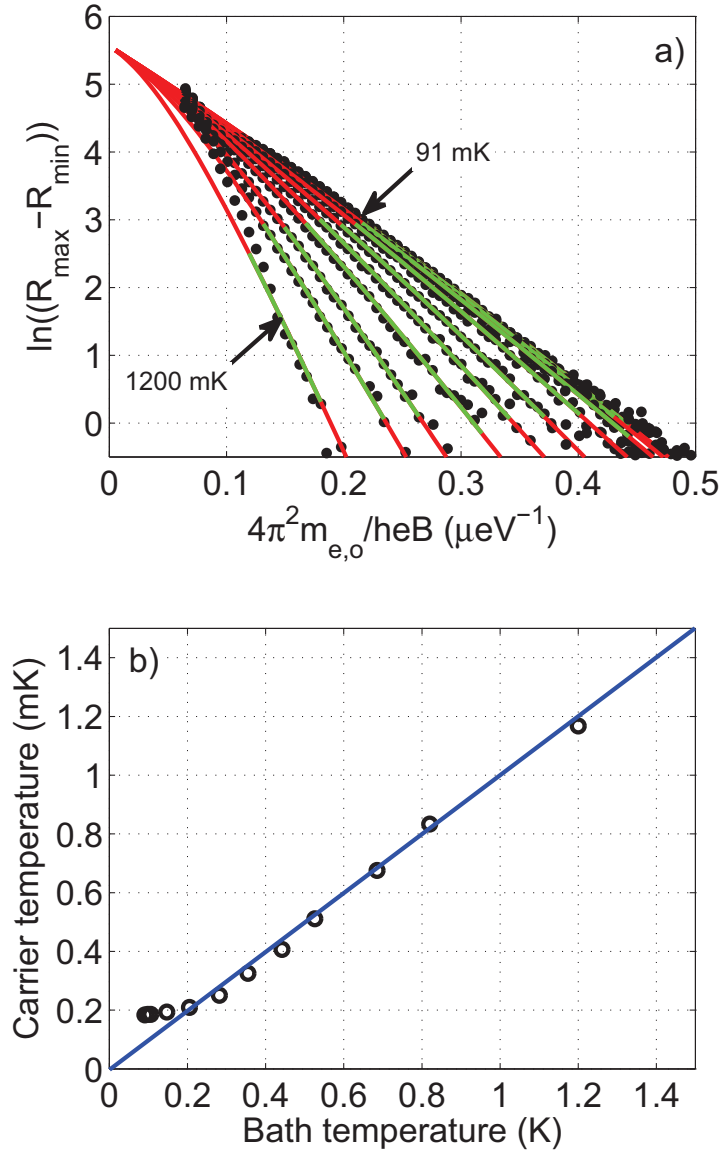 a)
6
5
4
3
2
1
0
ln((R_max −R_min))
91 mK
1200 mK
0 0.1 0.2 0.3 0.4 0.5
4π²m_e,o/heB (μeV⁻¹)
b)
1.4
1.2
1
0.8
0.6
0.4
0.2
0
Carrier temperature (mK)
0 0.2 0.4 0.6 0.8 1.0 1.2 1.4
Bath temperature (K)